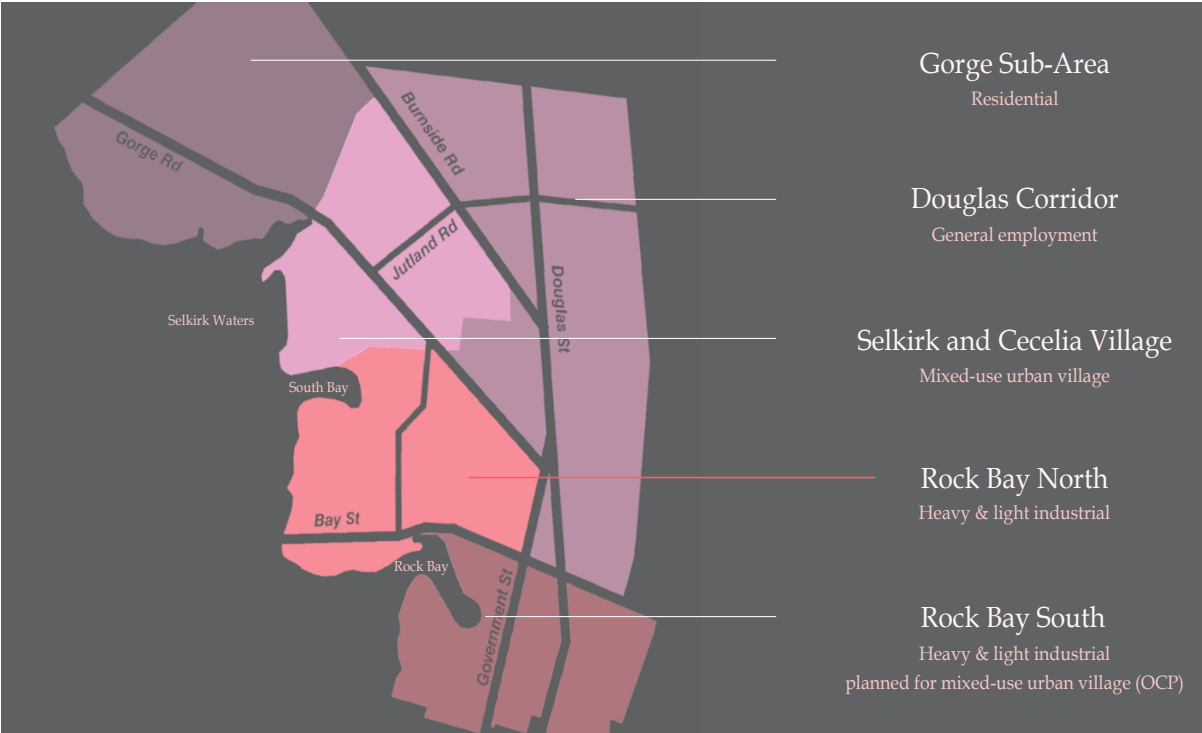 Gorge Sub-Area
Residential
Burnside Rd
Gorge Rd
Douglas Corridor
General employment
Jutland Rd
Douglas St
Selkirk Waters
Selkirk and Cecelia Village
Mixed-use urban village
South Bay
Rock Bay North
Heavy & light industrial
Bay St
Rock Bay
Government St
Rock Bay South
Heavy & light industrial
planned for mixed-use urban village (OCP)